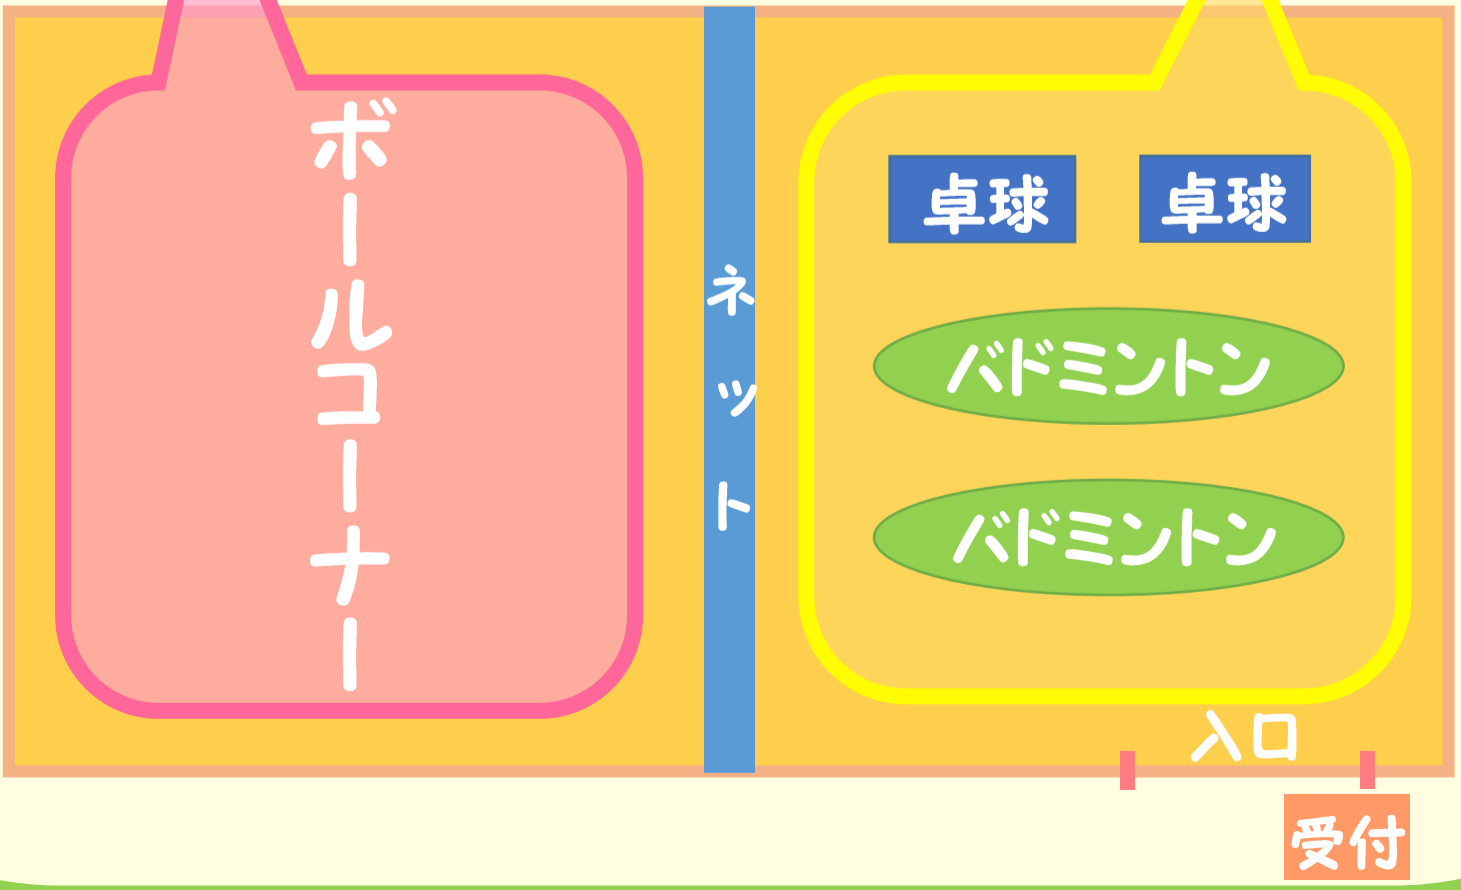 ボールコーナー
ネット
卓球
卓球
バドミントン
バドミントン
入口
受付